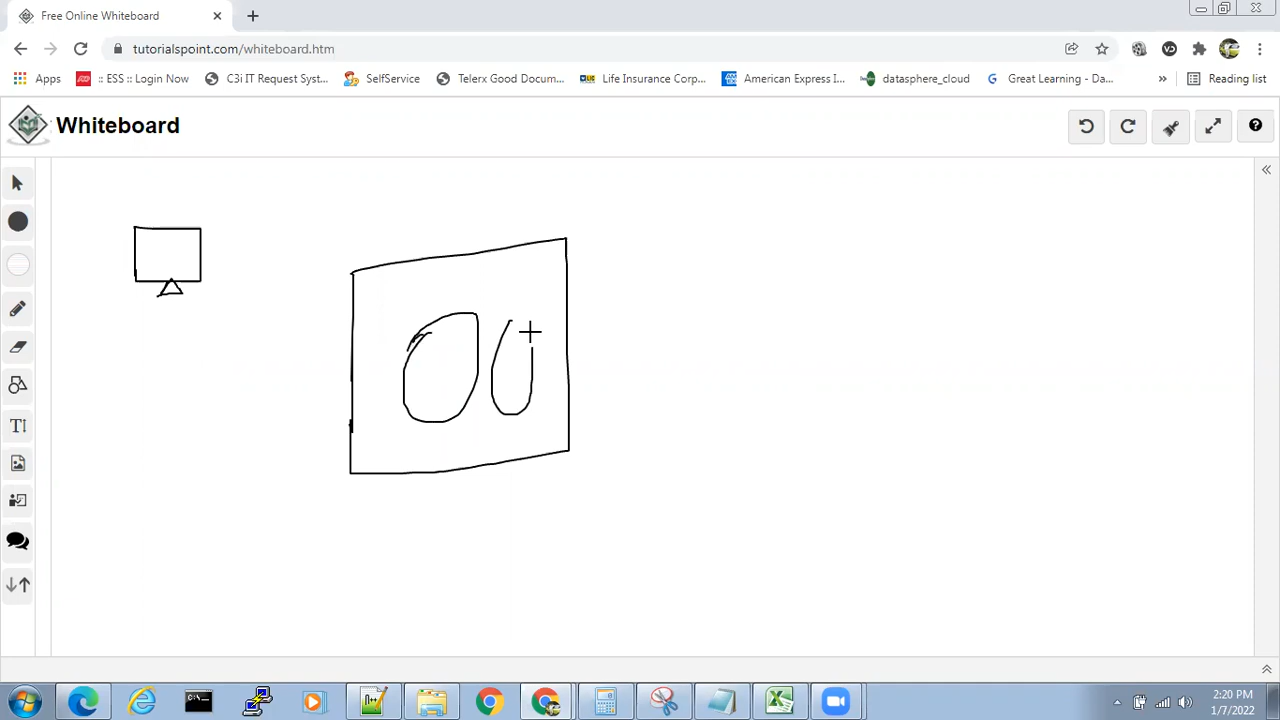 Free Online Whiteboard
tutorialspoint.com/whiteboard.htm
Apps
:: ESS :: Login Now
C3i IT Request Syst...
SelfService
Telerx Good Docum...
Life Insurance Corp...
American Express I...
datasphere_cloud
G
Great Learning - Da...
»
Reading list
Whiteboard
T!
2:20 PM
1/7/2022